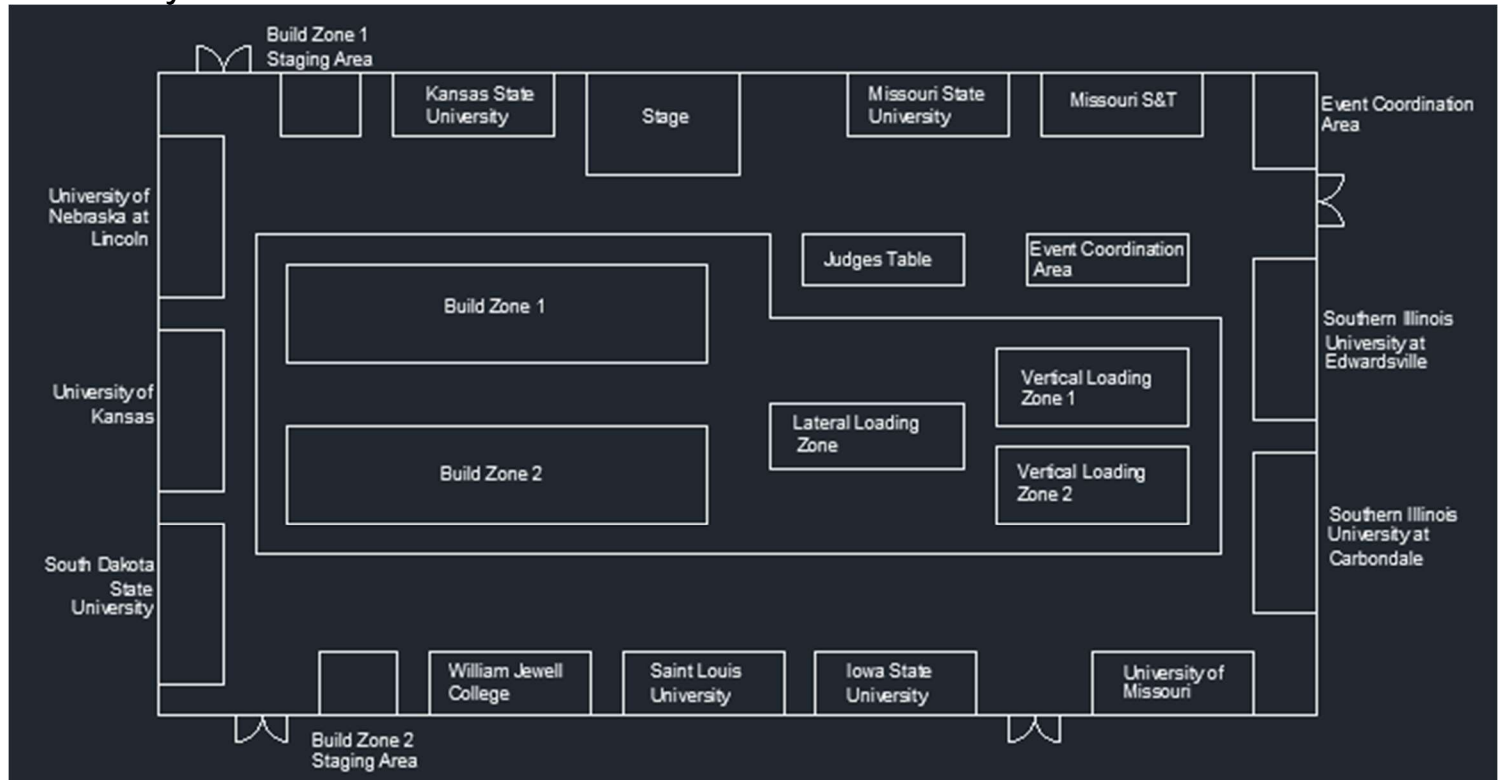 Build Zone 1
Staging Area
Kansas State
University
Stage
Missouri State
University
Missouri S&T
Event Coordination
Area
University of
Nebraska at
Lincoln
Judges Table
Event Coordination
Area
Build Zone 1
Southern Illinois
University at
Edwardsville
Vertical Loading
Zone 1
University of
Kansas
Lateral Loading
Zone
Build Zone 2
Vertical Loading
Zone 2
Southern Illinois
University at
Carbondale
South Dakota
State
University
William Jewell
College
Saint Louis
University
Iowa State
University
University of
Missouri
Build Zone 2
Staging Area